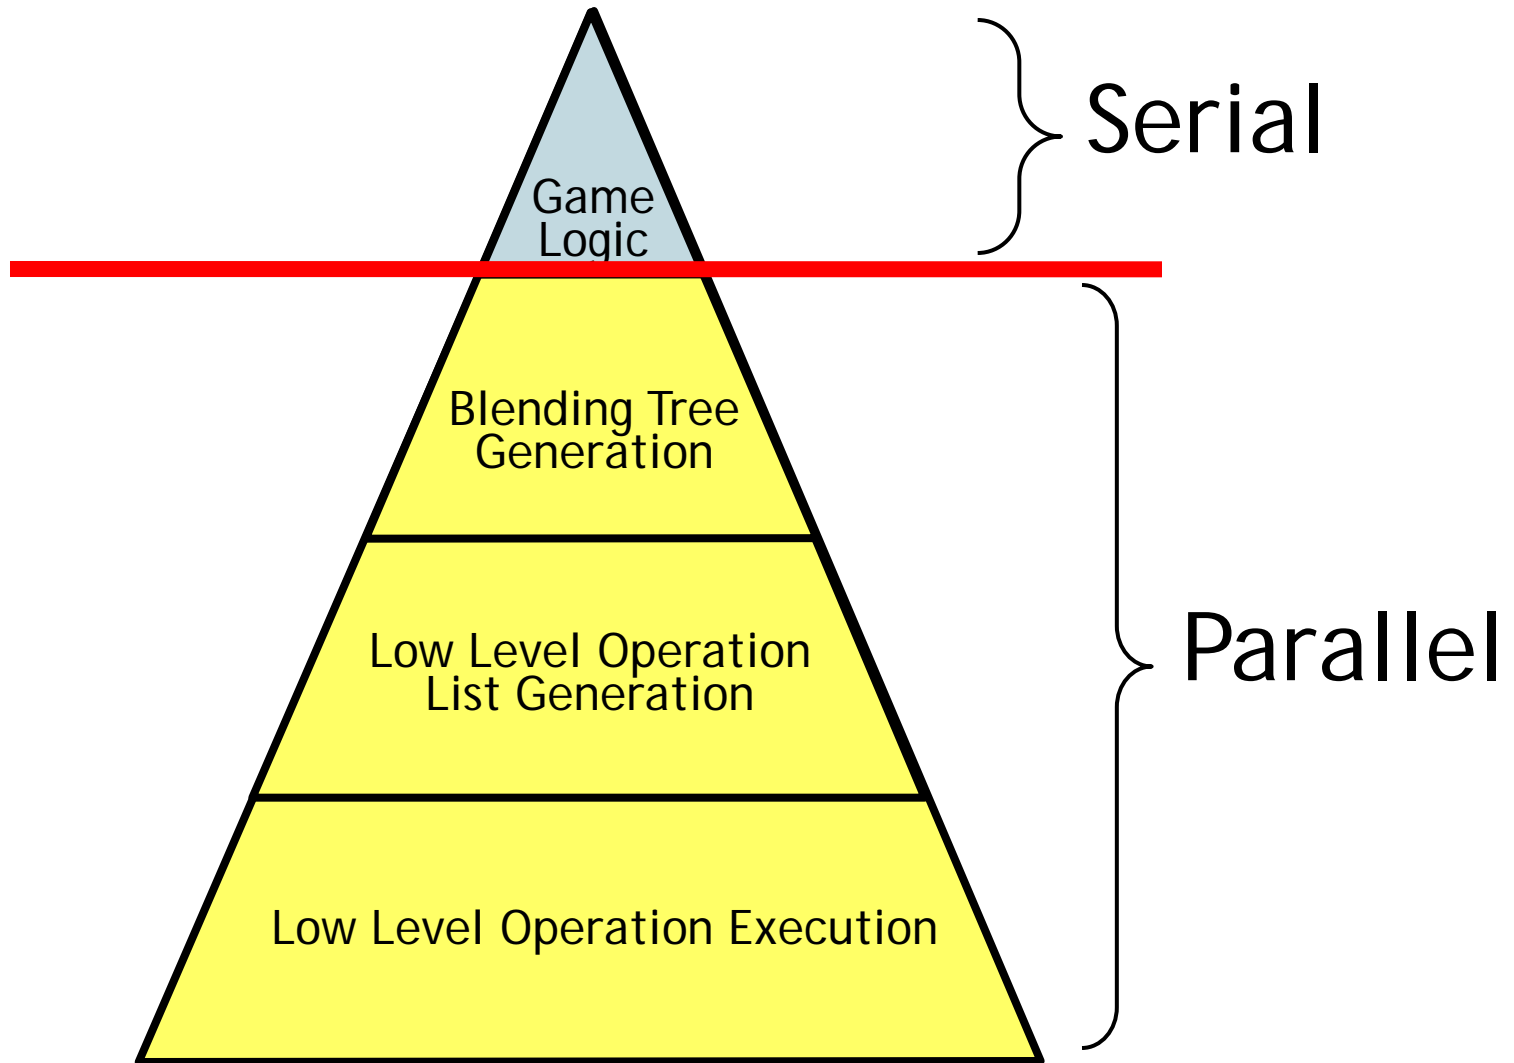 Serial
Game
Logic
Blending Tree
Generation
Low Level Operation
List Generation
Parallel
Low Level Operation Execution